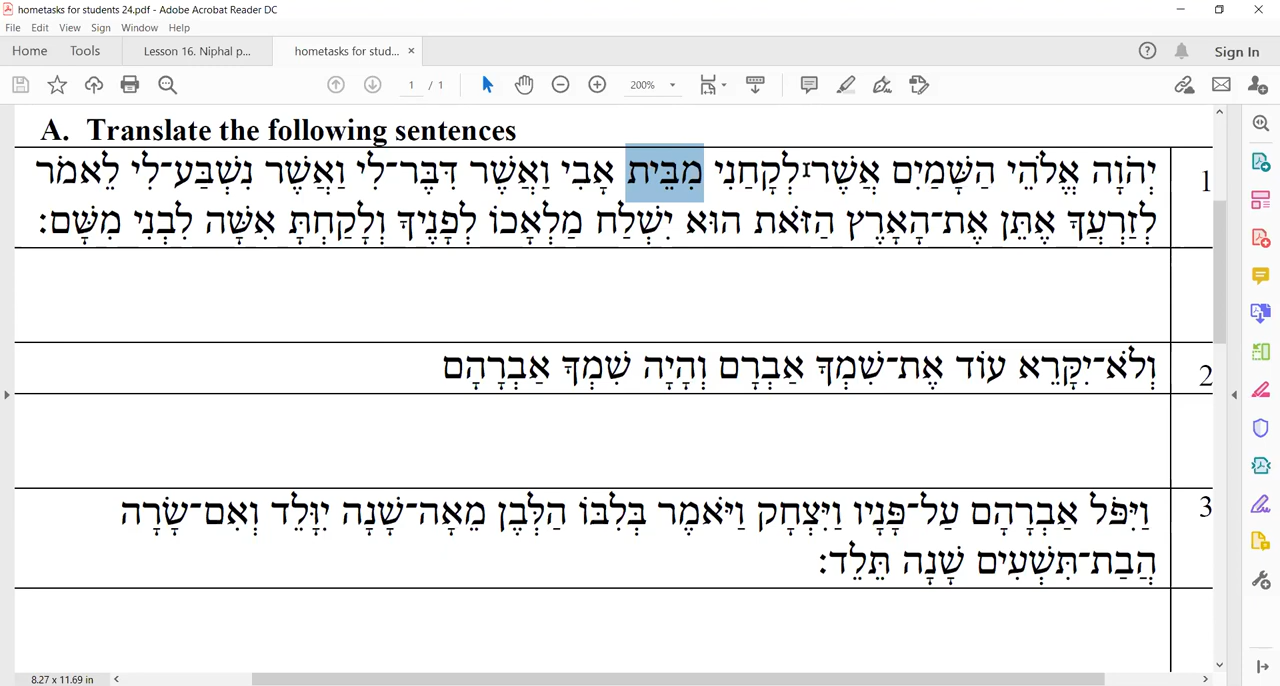 hometasks for students 24.pdf - Adobe Acrobat Reader DC
File Edit View Sign Window Help
Home Tools Lesson 16. Niphal p... hometasks for stud... × Sign In
1 / 1 200%
A. Translate the following sentences
1 יְהֹוָה אֱלֹהֵי הַשָּׁמַיִם אֲשֶׁר לְקָחַנִי מִבֵּית אָבִי וַאֲשֶׁר דִּבֶּר־לִי וַאֲשֶׁר נִשְׁבַּע־לִי לֵאמֹר
לְזַרְעֲךָ אֶתֵּן אֶת־הָאָרֶץ הַזֹּאת הוּא יִשְׁלַח מַלְאָכוֹ לְפָנֶיךָ וְלָקַחְתָּ אִשָּׁה לִבְנִי מִשָּׁם׃
2 וְלֹא־יִקָּרֵא עוֹד אֶת־שִׁמְךָ אַבְרָם וְהָיָה שִׁמְךָ אַבְרָהָם
3 וַיִּפֹּל אַבְרָהָם עַל־פָּנָיו וַיִּצְחָק וַיֹּאמֶר בְּלִבּוֹ הַלְּבֶן מֵאָה־שָׁנָה יִוָּלֵד וְאִם־שָׂרָה
הֲבַת־תִּשְׁעִים שָׁנָה תֵּלֵד׃
8.27 x 11.69 in